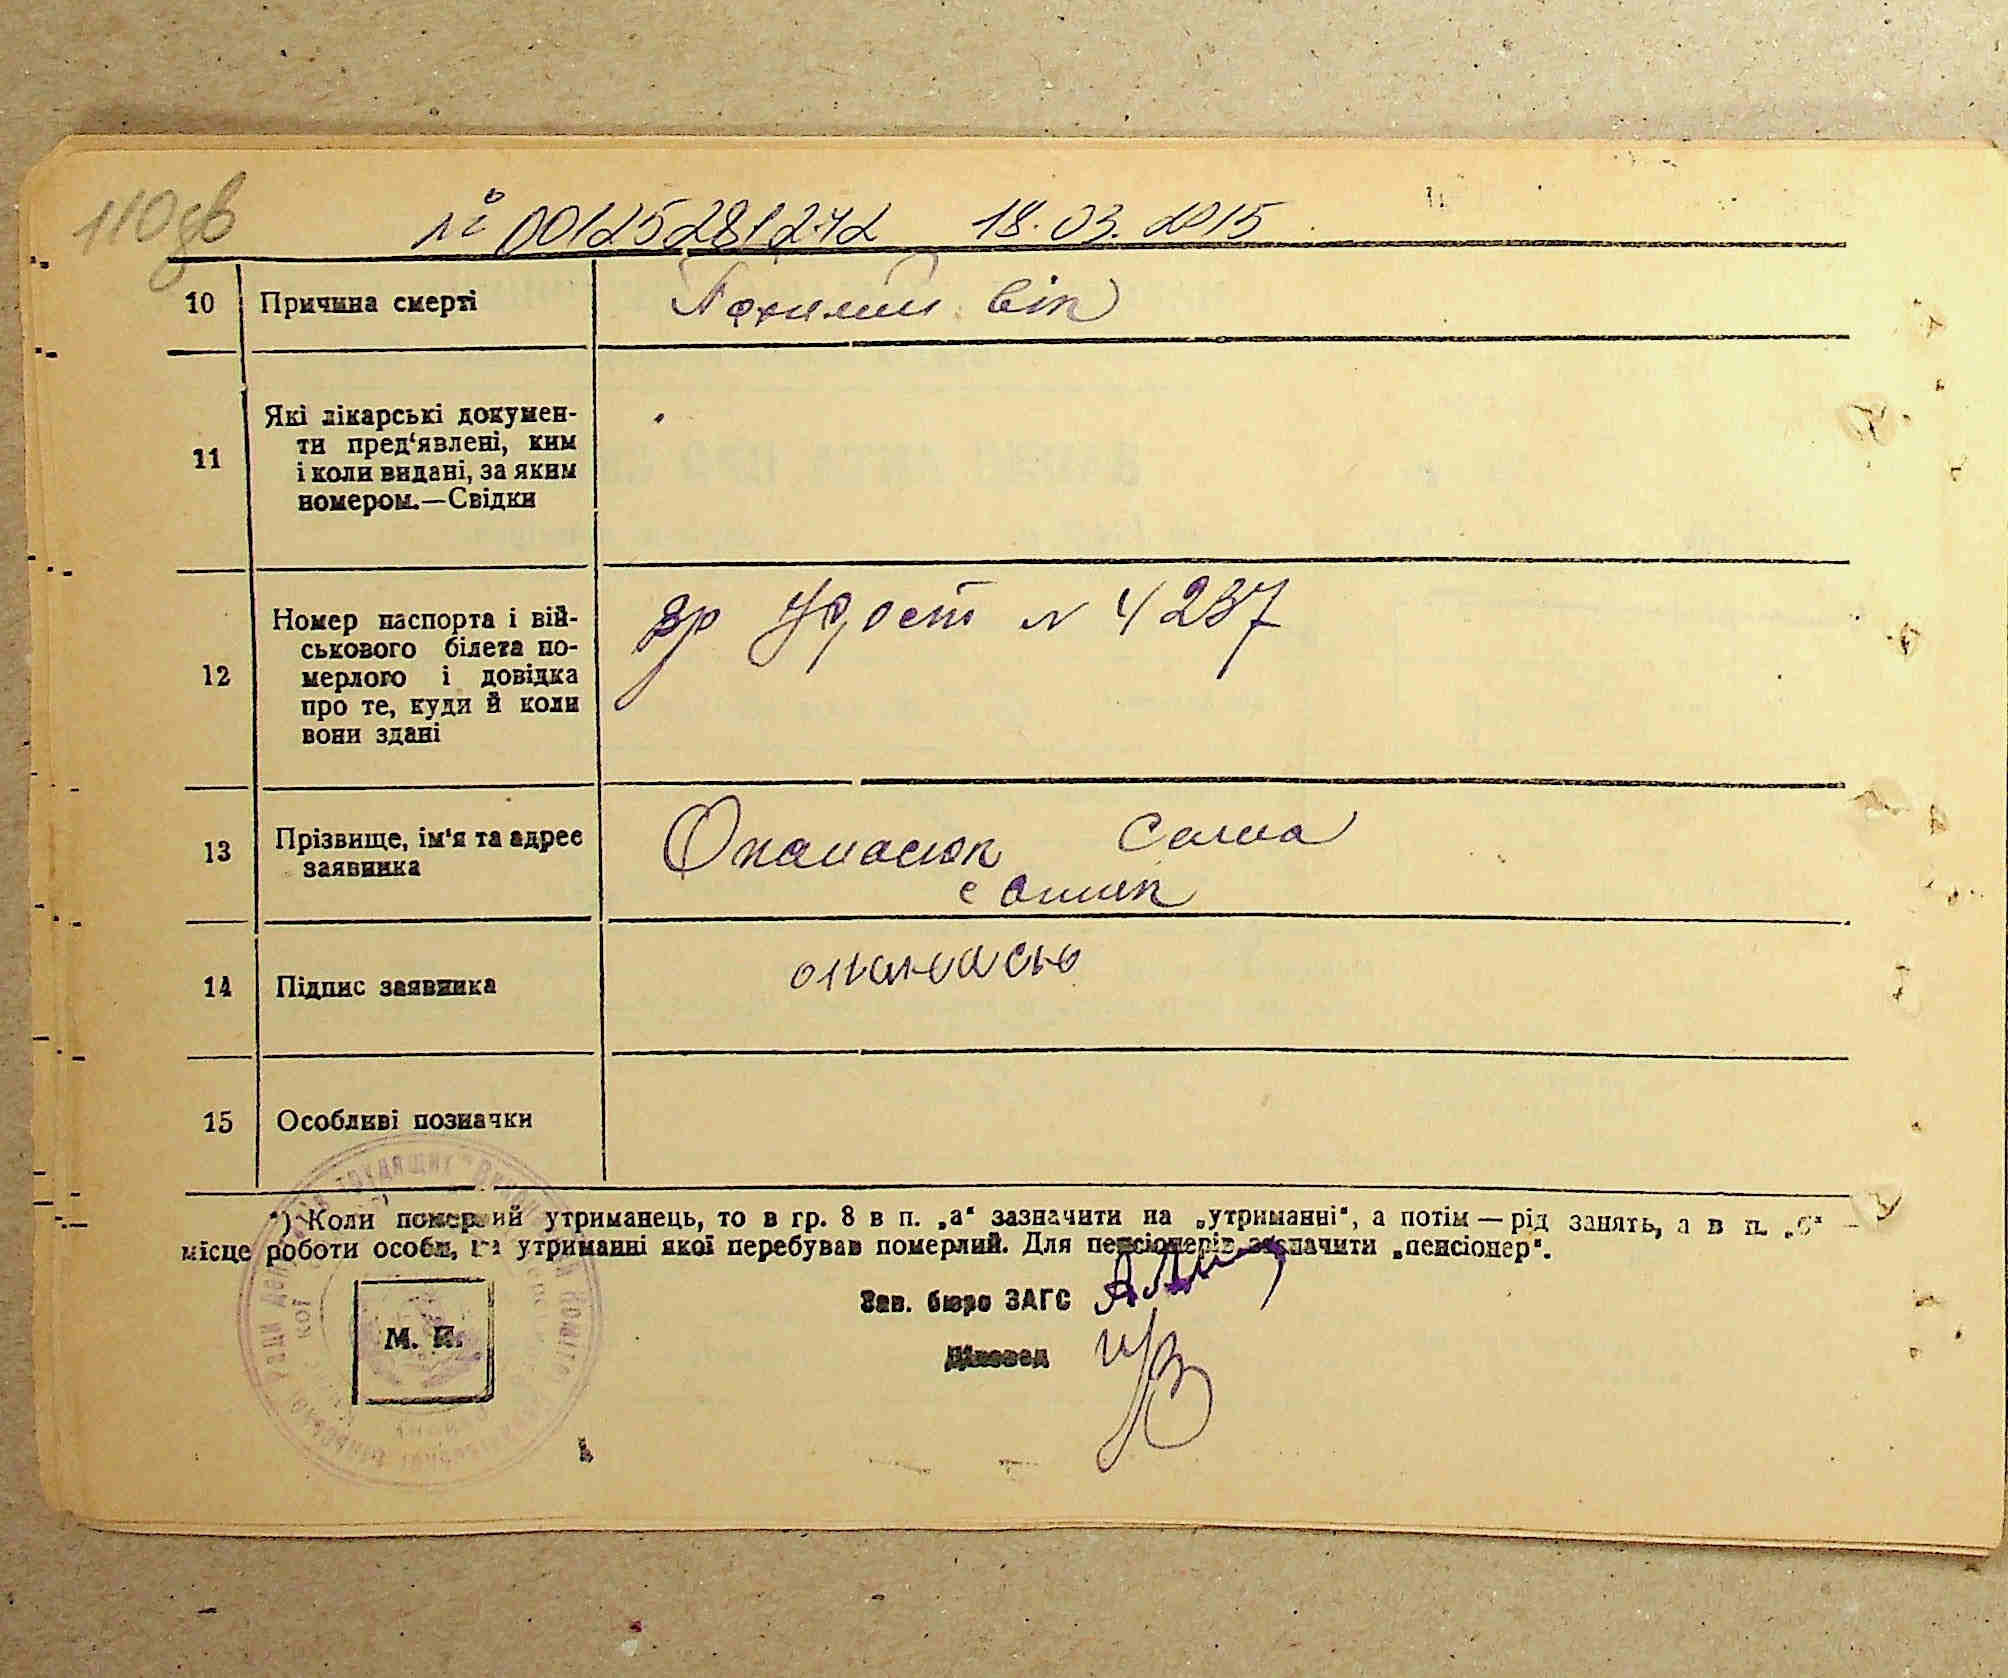 110зв
№ 00125281242 18.03.2015
10 Причина смерті Похилий вік
11 Які лікарські докумен-
ти пред'явлені, ким
і коли видані, за яким
номером.—Свідки
12 Номер паспорта і вій-
ськового білета по-
мерлого і довідка
про те, куди й коли
вони здані
№ 4237
13 Прізвище, ім'я та адрес
заявника
Опанасюк
14 Підпис заявника
15 Особливі позначки
*) Коли померлий утриманець, то в гр. 8 в п. „а“ зазначити на „утриманні“, а потім — рід занять, а в п. „б“ —
місце роботи особи, на утриманні якої перебував померлий. Для пенсіонерів зазначити „пенсіонер“.
Зав. бюро ЗАГС
М. П.
Діловод